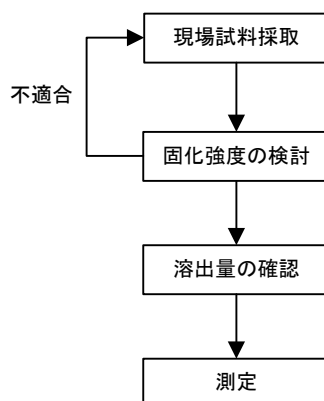 現場試料採取
不適合
固化強度の検討
溶出量の確認
測定